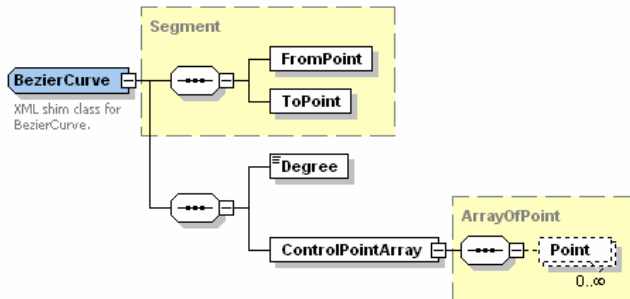 Segment
FromPoint
BezierCurve
ToPoint
XML shim class for
BezierCurve.
Degree
ArrayOfPoint
ControlPointArray
Point
0..∞